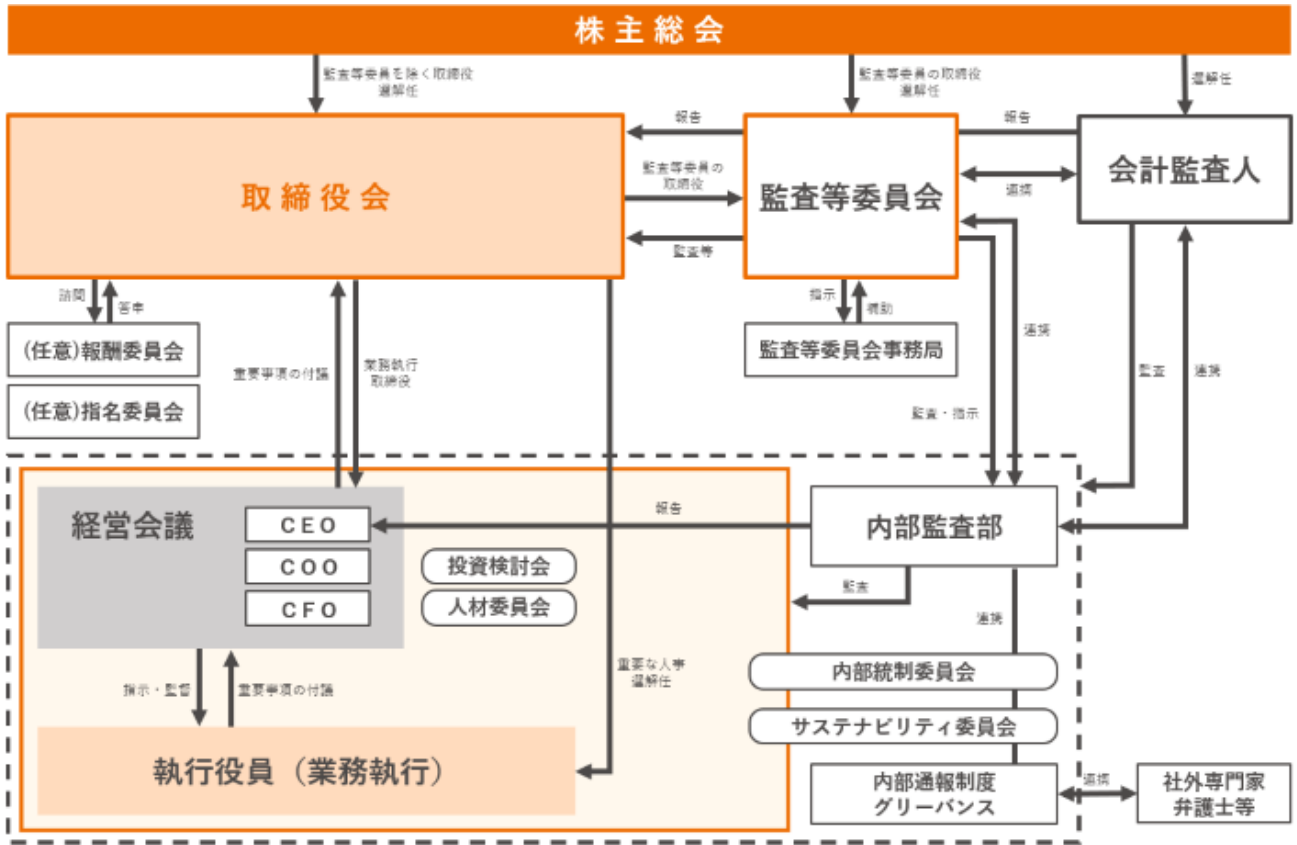 株主総会
監査等委員を除く取締役
選解任
監査等委員の取締役
選解任
選解任
取締役会
報告
監査等委員の
取締役
監査等
監査等委員会
報告
連携
会計監査人
諮問
答申
指示
補助
(任意)報酬委員会
(任意)指名委員会
監査等委員会事務局
重要事項の付議
業務執行
取締役
連携
監査・指示
監査
連携
経営会議
CEO
COO
CFO
投資検討会
人材委員会
報告
内部監査部
監査
連携
重要な人事
選解任
指示・監督
重要事項の付議
内部統制委員会
サステナビリティ委員会
執行役員（業務執行）
内部通報制度
グリーバンス
連携
社外専門家
弁護士等